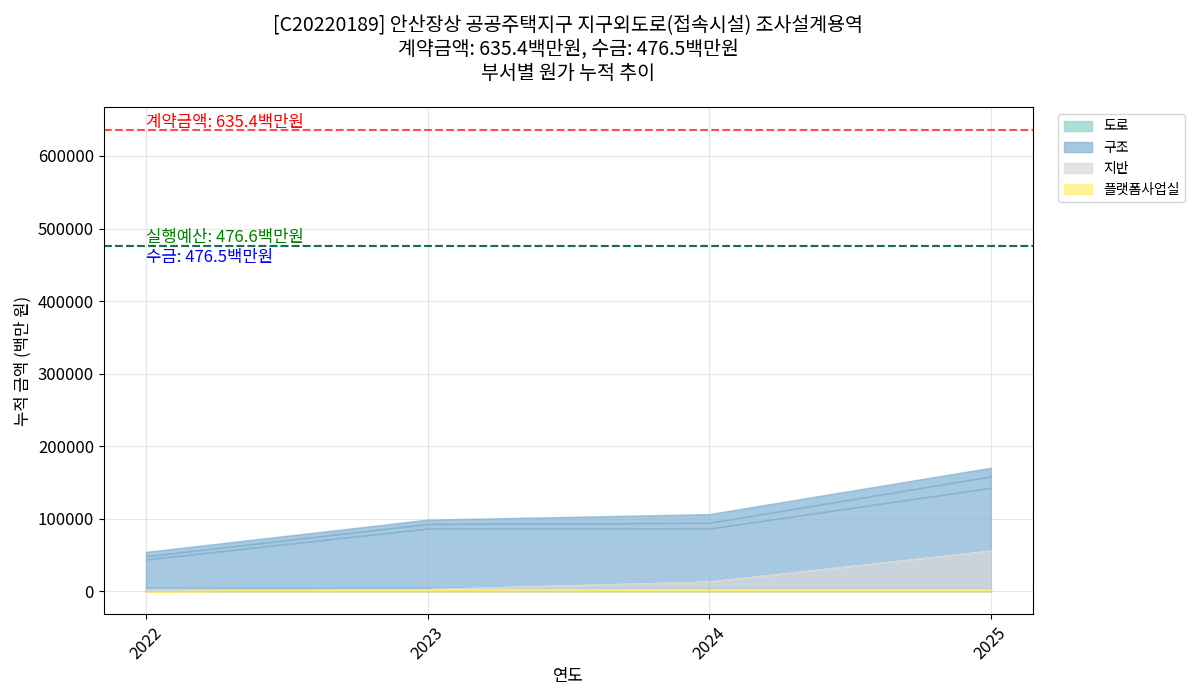 [C20220189] 안산장상 공공주택지구 지구외도로(접속시설) 조사설계용역
계약금액: 635.4백만원, 수금: 476.5백만원
부서별 원가 누적 추이
계약금액: 635.4백만원
실행예산: 476.6백만원
수금: 476.5백만원
누적 금액 (백만 원)
600000
500000
400000
300000
200000
100000
0
2022
2023
2024
2025
연도
도로
구조
지반
플랫폼사업실